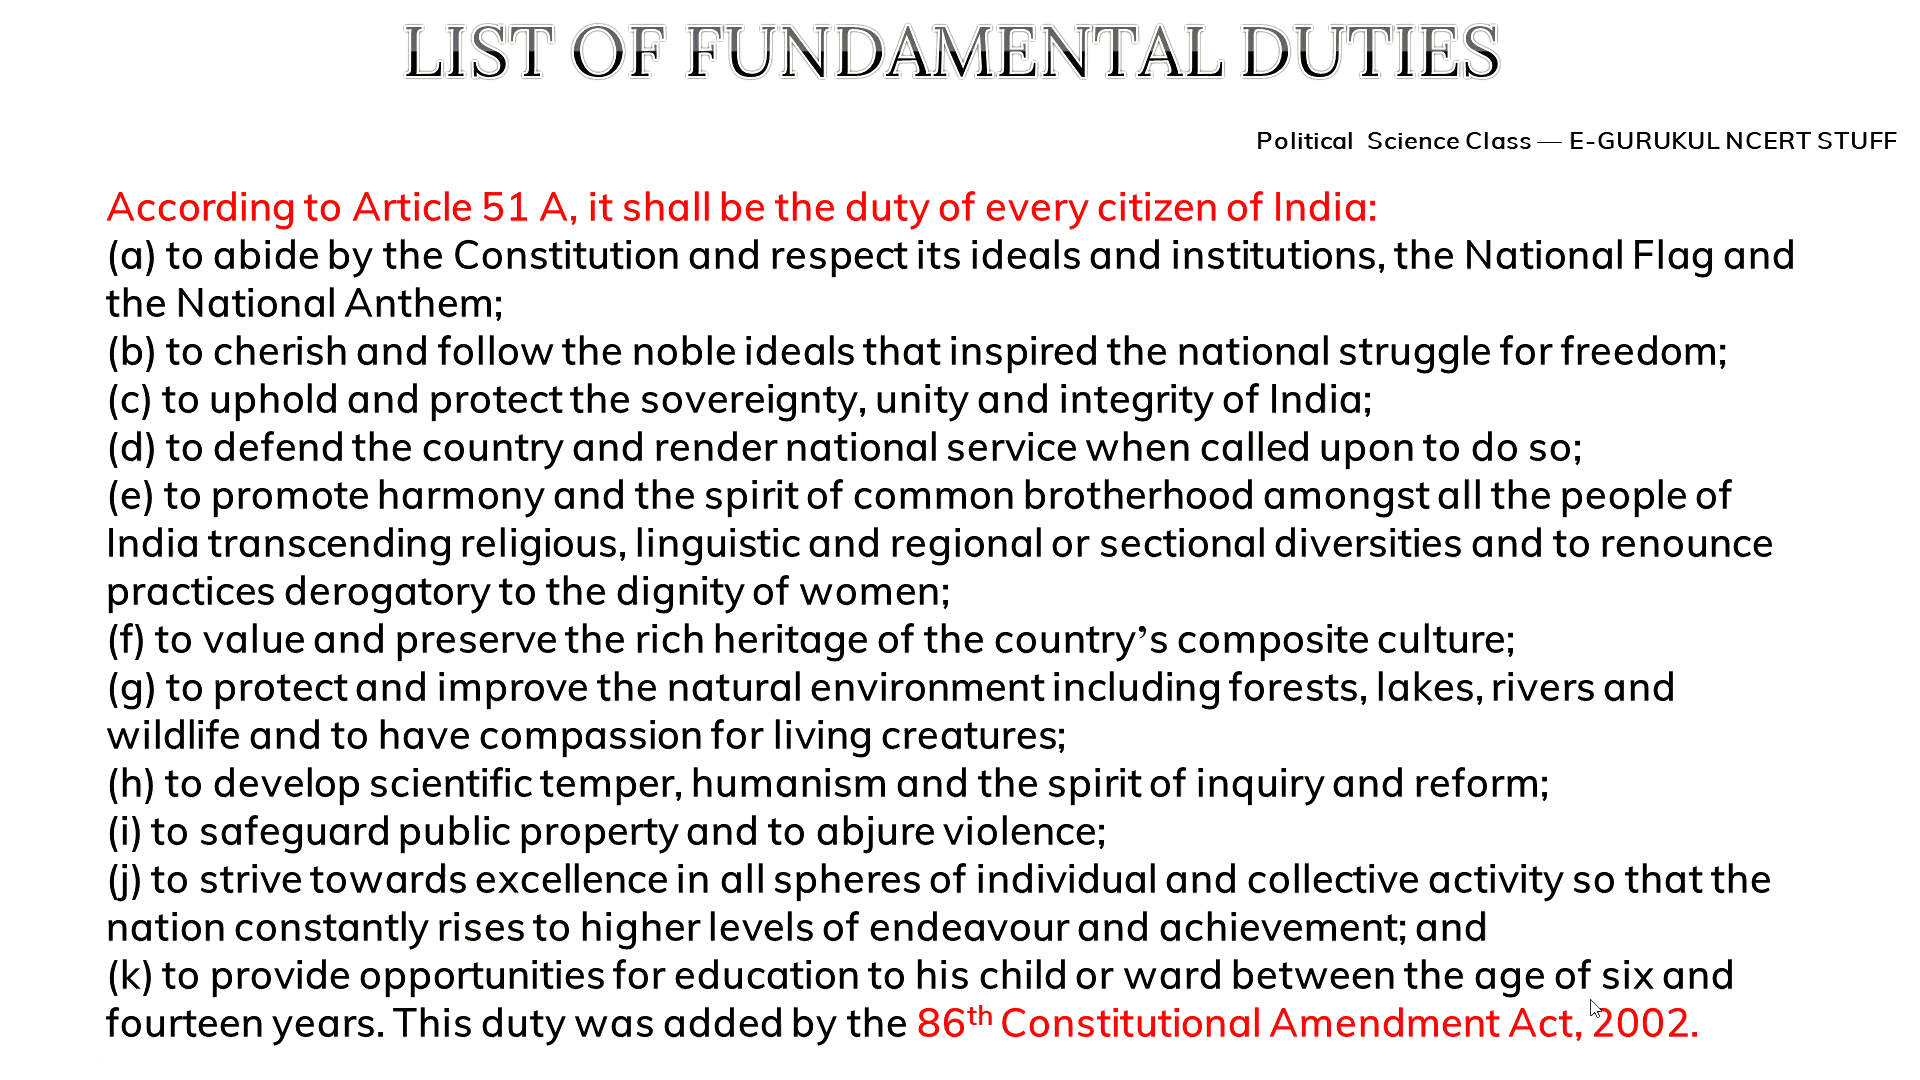 LIST OF FUNDAMENTAL DUTIES
Political Science Class — E-GURUKUL NCERT STUFF
According to Article 51 A, it shall be the duty of every citizen of India:
(a) to abide by the Constitution and respect its ideals and institutions, the National Flag and
the National Anthem;
(b) to cherish and follow the noble ideals that inspired the national struggle for freedom;
(c) to uphold and protect the sovereignty, unity and integrity of India;
(d) to defend the country and render national service when called upon to do so;
(e) to promote harmony and the spirit of common brotherhood amongst all the people of
India transcending religious, linguistic and regional or sectional diversities and to renounce
practices derogatory to the dignity of women;
(f) to value and preserve the rich heritage of the country’s composite culture;
(g) to protect and improve the natural environment including forests, lakes, rivers and
wildlife and to have compassion for living creatures;
(h) to develop scientific temper, humanism and the spirit of inquiry and reform;
(i) to safeguard public property and to abjure violence;
(j) to strive towards excellence in all spheres of individual and collective activity so that the
nation constantly rises to higher levels of endeavour and achievement; and
(k) to provide opportunities for education to his child or ward between the age of six and
fourteen years. This duty was added by the 86th Constitutional Amendment Act, 2002.